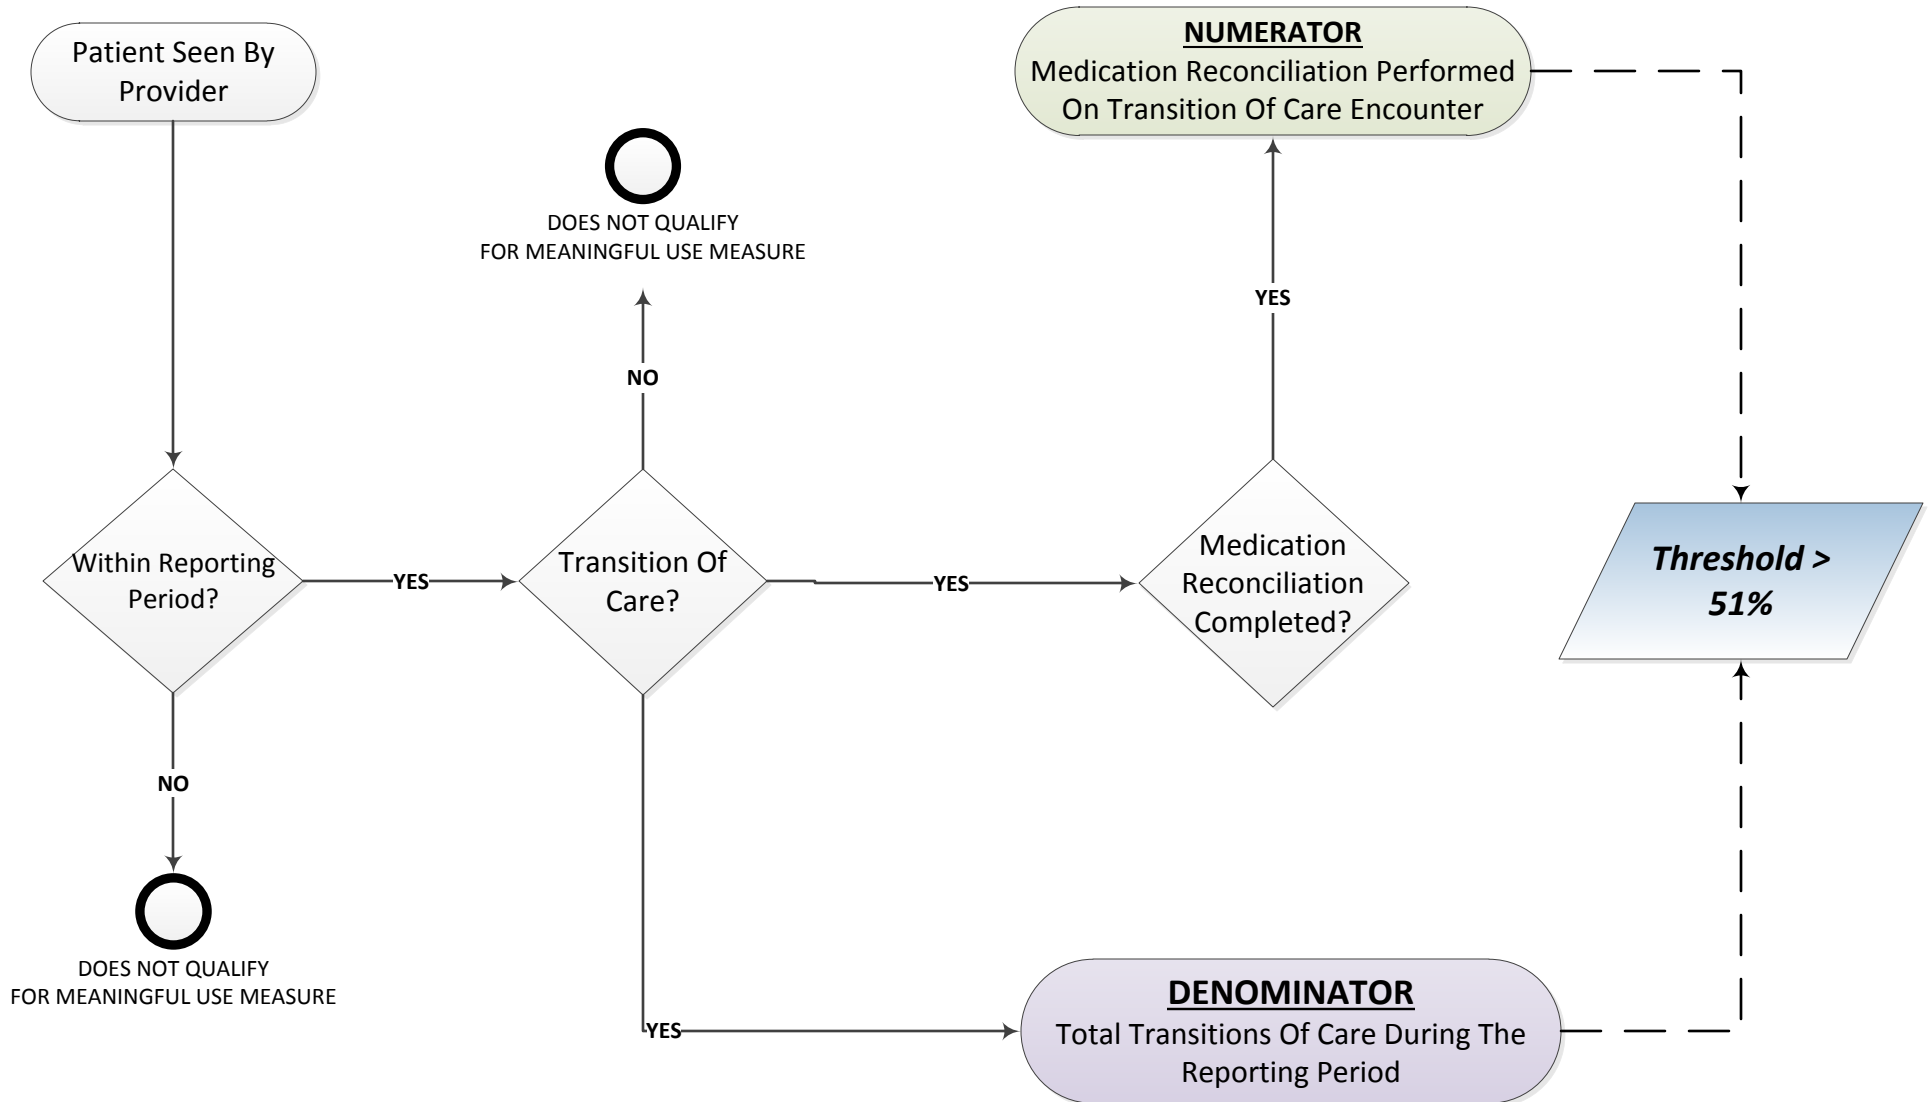 Patient Seen By
Provider
NUMERATOR
Medication Reconciliation Performed
On Transition Of Care Encounter
DOES NOT QUALIFY
FOR MEANINGFUL USE MEASURE
YES
NO
Within Reporting
Period?
YES
Transition Of
Care?
YES
Medication
Reconciliation
Completed?
Threshold >
51%
NO
DOES NOT QUALIFY
FOR MEANINGFUL USE MEASURE
YES
DENOMINATOR
Total Transitions Of Care During The
Reporting Period